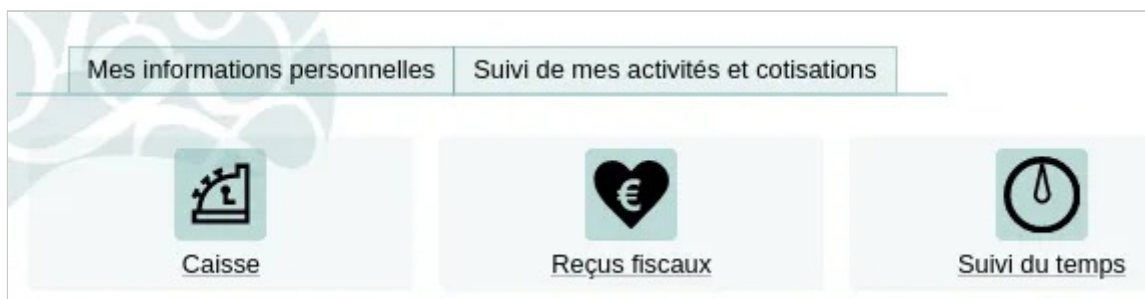 Mes informations personnelles Suivi de mes activités et cotisations
€
Caisse Reçus fiscaux Suivi du temps